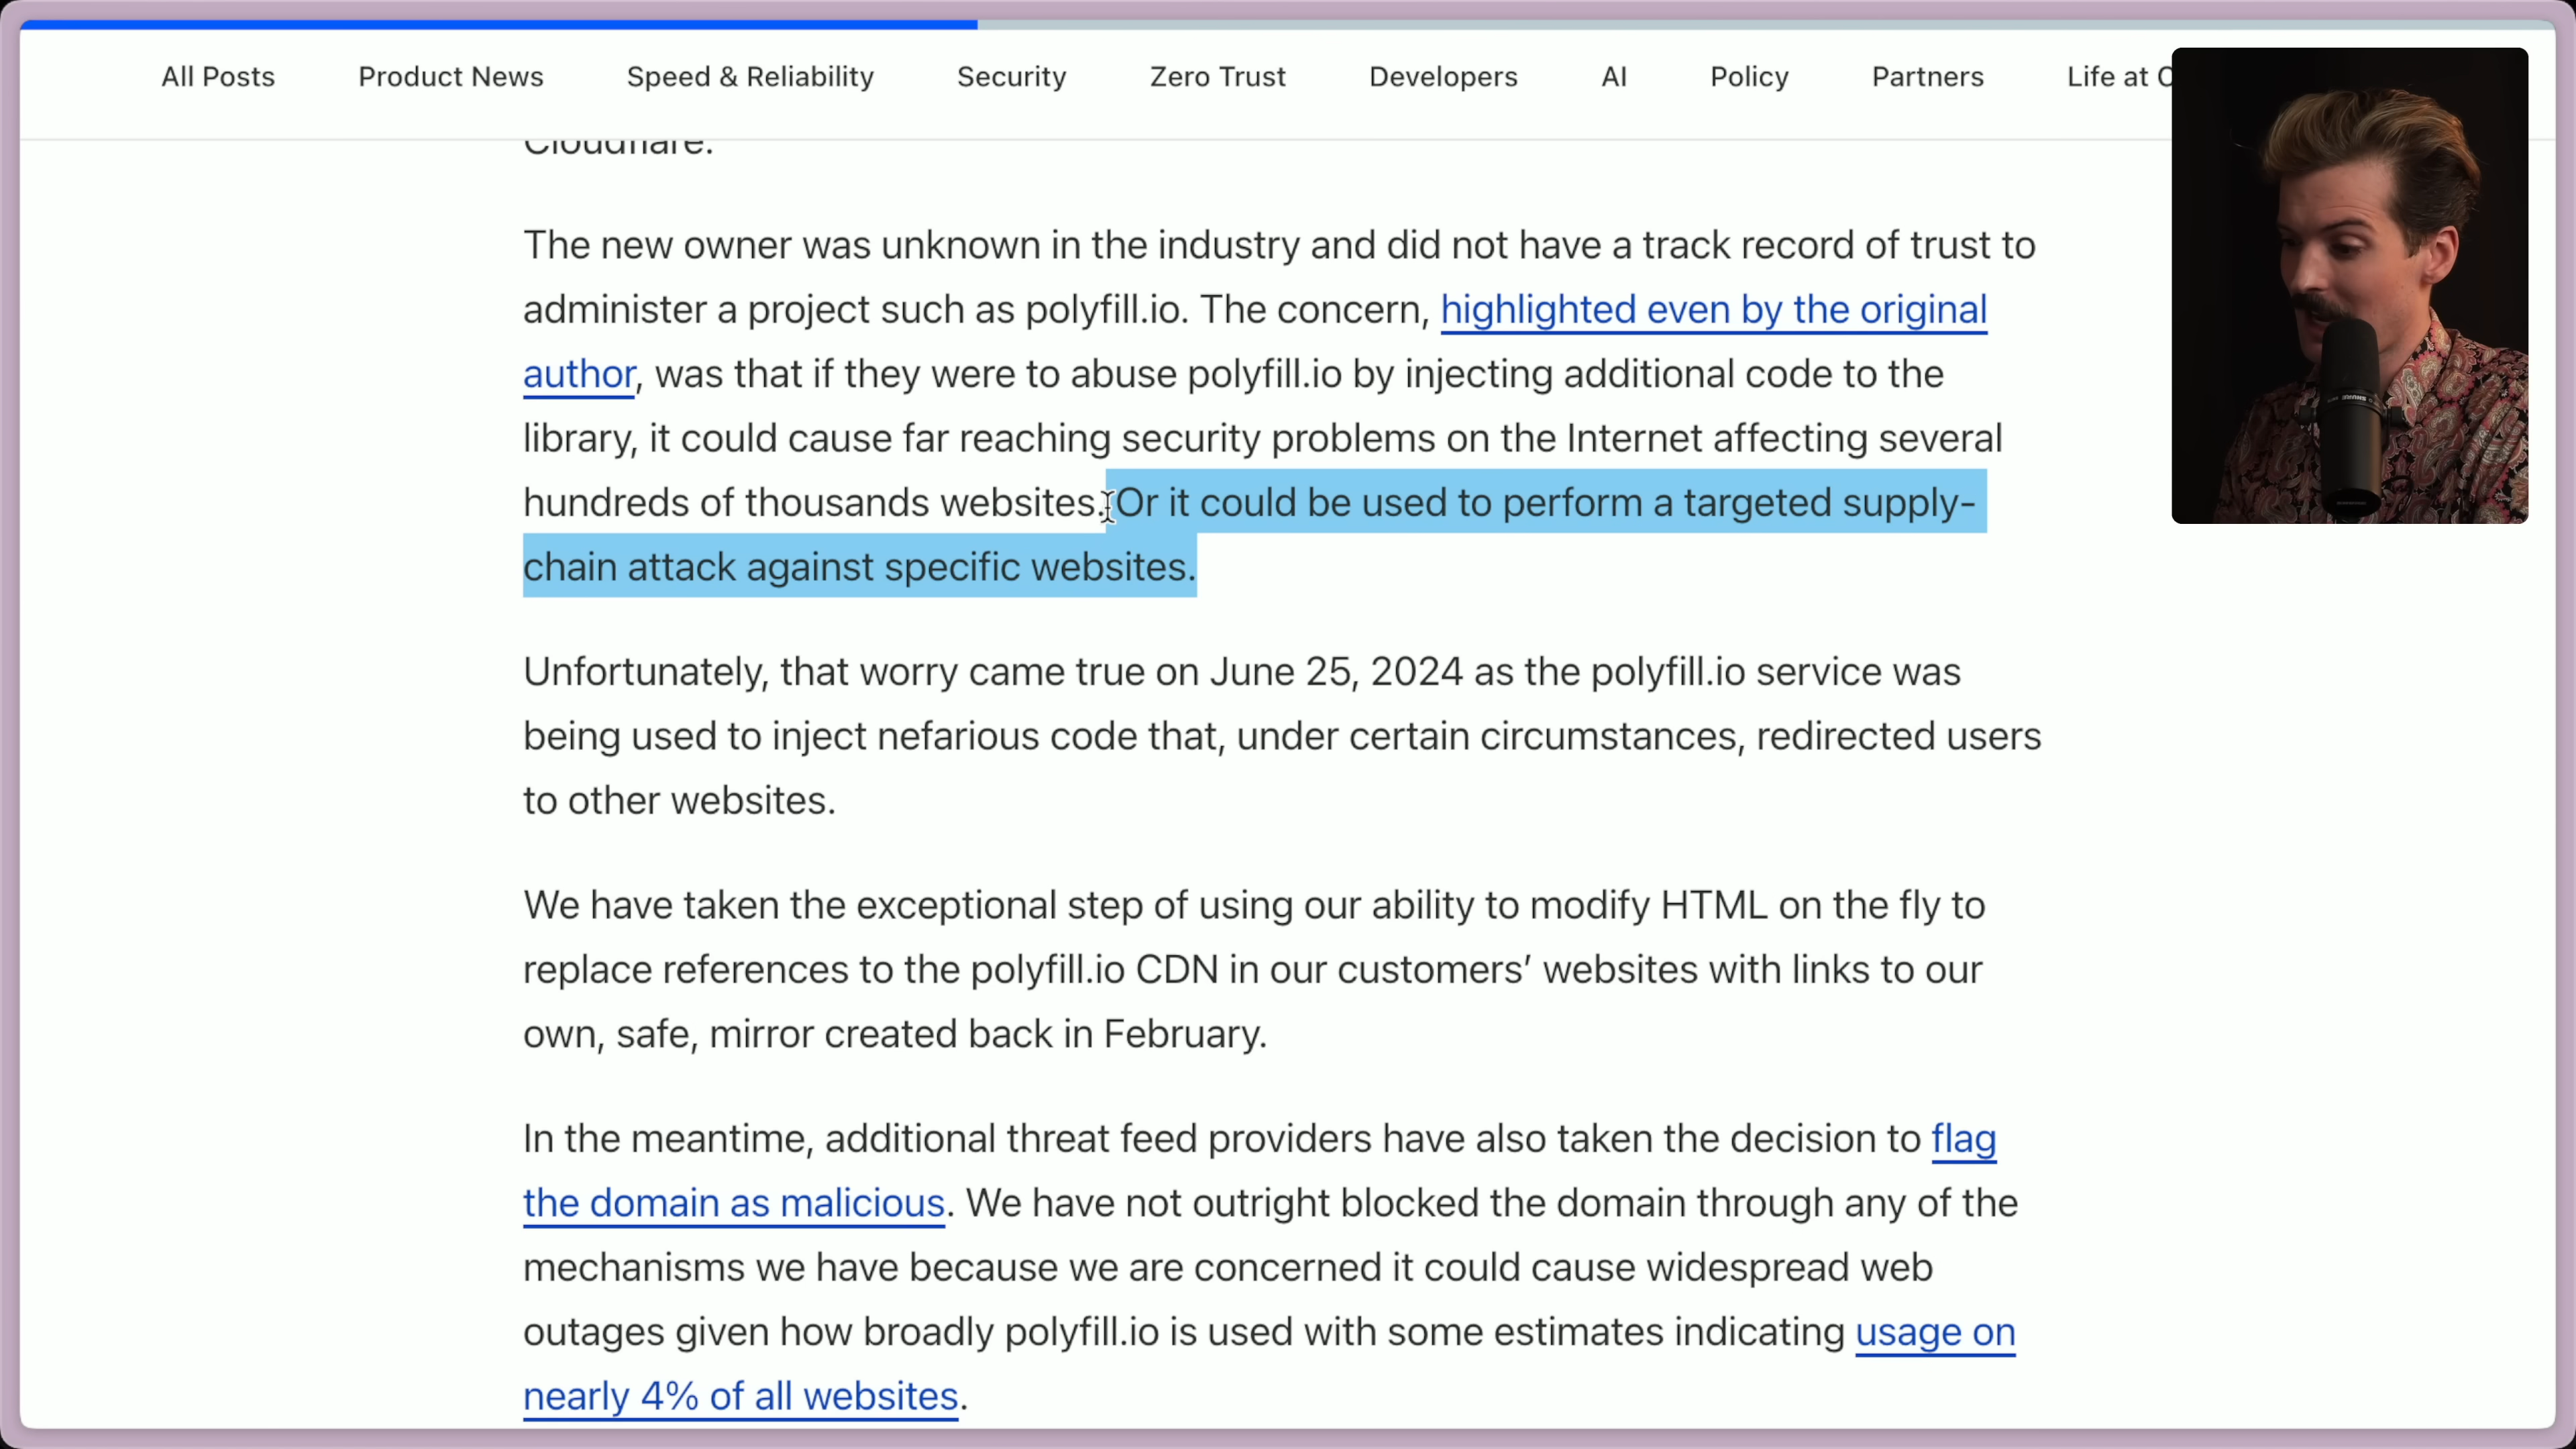 All Posts Product News Speed & Reliability Security Zero Trust Developers AI Policy Partners Life at C
Cloudflare.
The new owner was unknown in the industry and did not have a track record of trust to
administer a project such as polyfill.io. The concern, highlighted even by the original
author, was that if they were to abuse polyfill.io by injecting additional code to the
library, it could cause far reaching security problems on the Internet affecting several
hundreds of thousands websites. Or it could be used to perform a targeted supply-
chain attack against specific websites.
Unfortunately, that worry came true on June 25, 2024 as the polyfill.io service was
being used to inject nefarious code that, under certain circumstances, redirected users
to other websites.
We have taken the exceptional step of using our ability to modify HTML on the fly to
replace references to the polyfill.io CDN in our customers’ websites with links to our
own, safe, mirror created back in February.
In the meantime, additional threat feed providers have also taken the decision to flag
the domain as malicious. We have not outright blocked the domain through any of the
mechanisms we have because we are concerned it could cause widespread web
outages given how broadly polyfill.io is used with some estimates indicating usage on
nearly 4% of all websites.